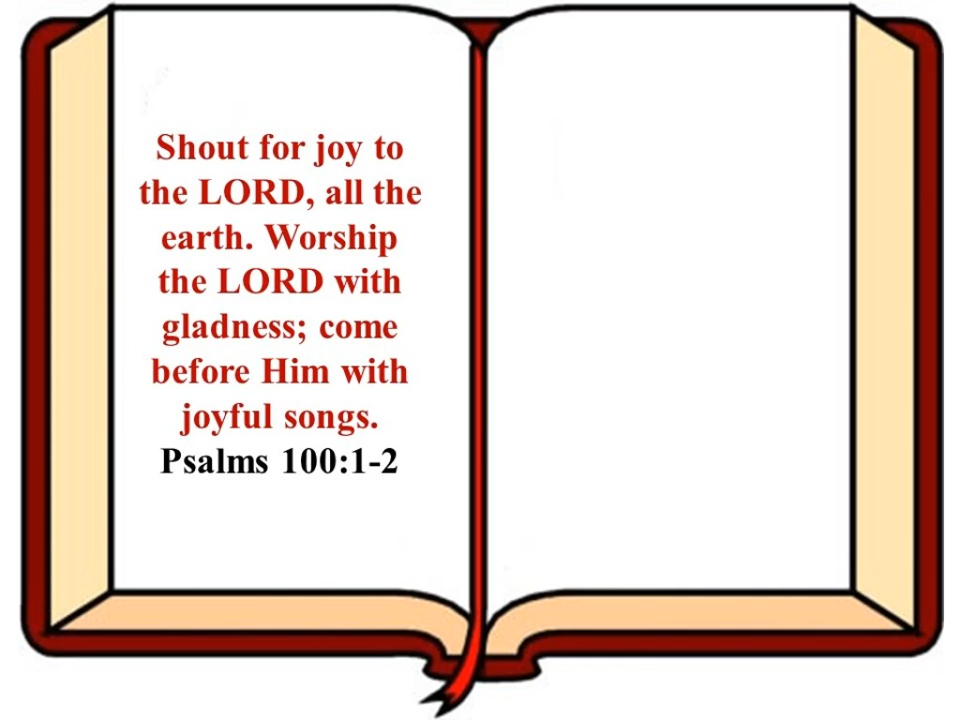 Shout for joy to
the LORD, all the
earth. Worship
the LORD with
gladness; come
before Him with
joyful songs.
Psalms 100:1-2